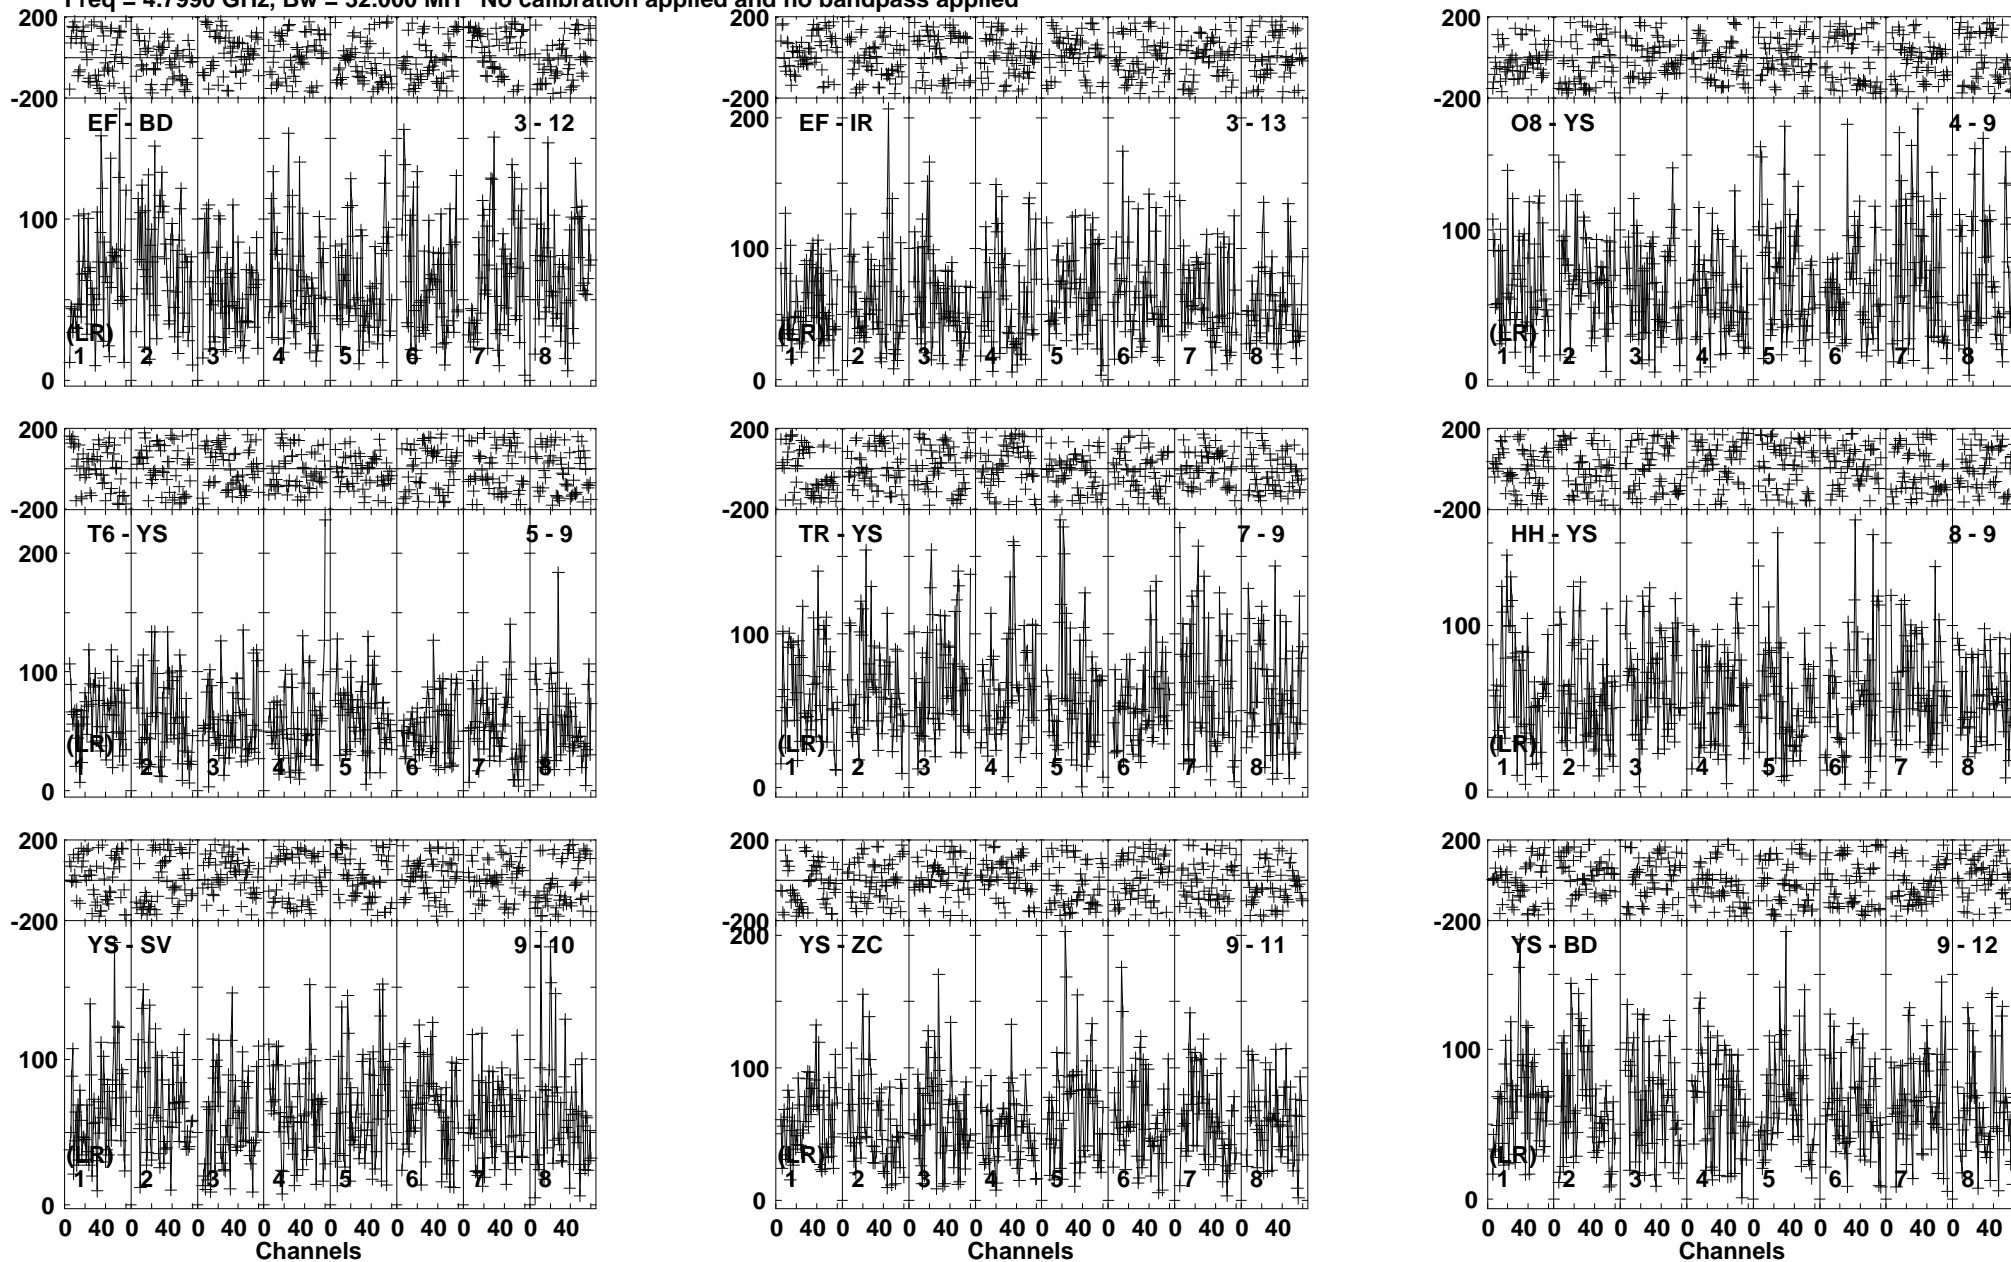 Freq = 4.7990 GHz, Bw = 32.000 MH No calibration applied and no bandpass applied
200 200 200
-200 -200 -200
EF - BD 3 - 12 EF - IR 3 - 13 O8 - YS 4 - 9
200
100 100 100
(LR) (LR) (LR)
1 2 3 4 5 6 7 8 1 2 3 4 5 6 7 8 1 2 3 4 5 6 7 8
0 0 0
200 200 200
-200 -200 -200
T6 - YS 5 - 9 TR - YS 7 - 9 HH - YS 8 - 9
200
100 100 100
(LR) (LR) (LR)
1 2 3 4 5 6 7 8 1 2 3 4 5 6 7 8 1 2 3 4 5 6 7 8
0 0 0
200 200 200
-200 -200 -200
YS - SV 9 - 10 YS - ZC 9 - 11 YS - BD 9 - 12
200
100 100 100
(LR) (LR) (LR)
1 2 3 4 5 6 7 8 1 2 3 4 5 6 7 8 1 2 3 4 5 6 7 8
0 0 0
0 40 0 40 0 40 0 40 0 40 0 40 0 40 0 40 0 40 0 40 0 40 0 40 0 40 0 40 0 40 0 40 0 40 0 40 0 40 0 40 0 40 0 40 0 40 0 40
Channels Channels Channels